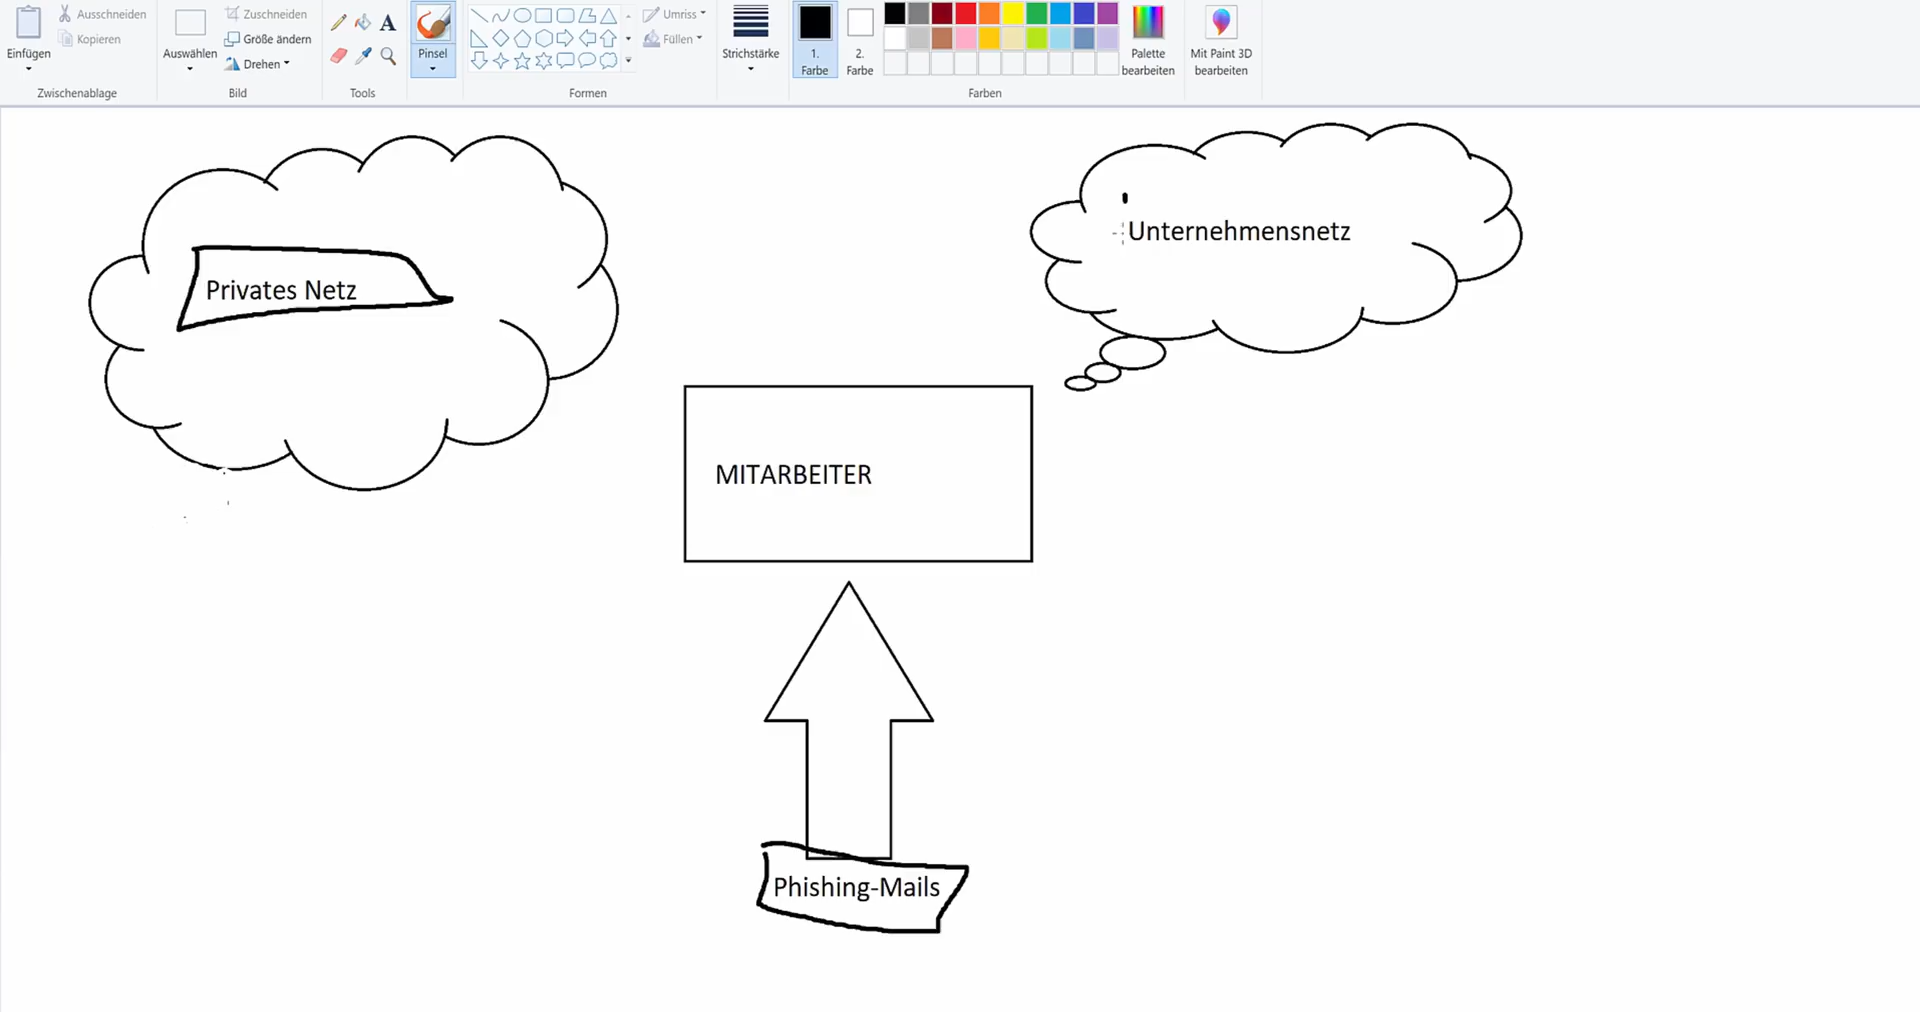 Einfügen
Ausschneiden
Kopieren
Zwischenablage
Auswählen
Zuschneiden
Größe ändern
Drehen
Bild
A
Tools
Pinsel
Formen
Umriss
Füllen
Strichstärke
1.
Farbe
2.
Farbe
Farben
Palette
bearbeiten
Mit Paint 3D
bearbeiten
Privates Netz
Unternehmensnetz
MITARBEITER
Phishing-Mails